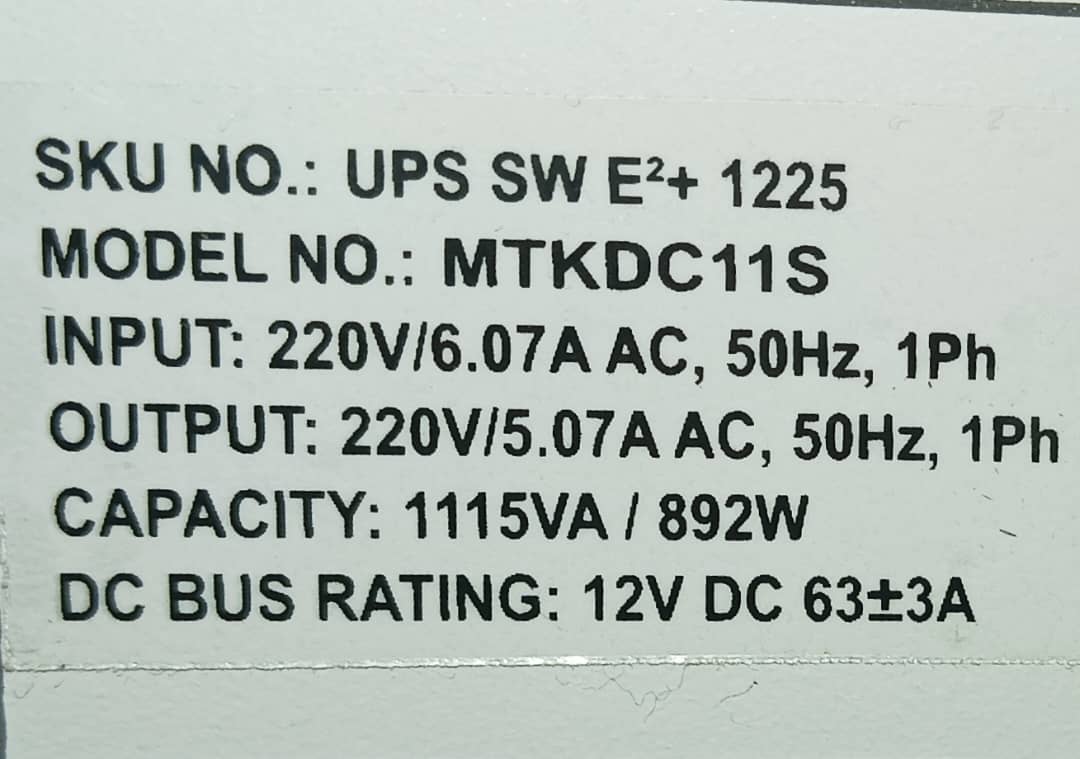 SKU NO.: UPS SW E²+ 1225
MODEL NO.: MTKDC11S
INPUT: 220V/6.07A AC, 50Hz, 1Ph
OUTPUT: 220V/5.07A AC, 50Hz, 1Ph
CAPACITY: 1115VA / 892W
DC BUS RATING: 12V DC 63±3A